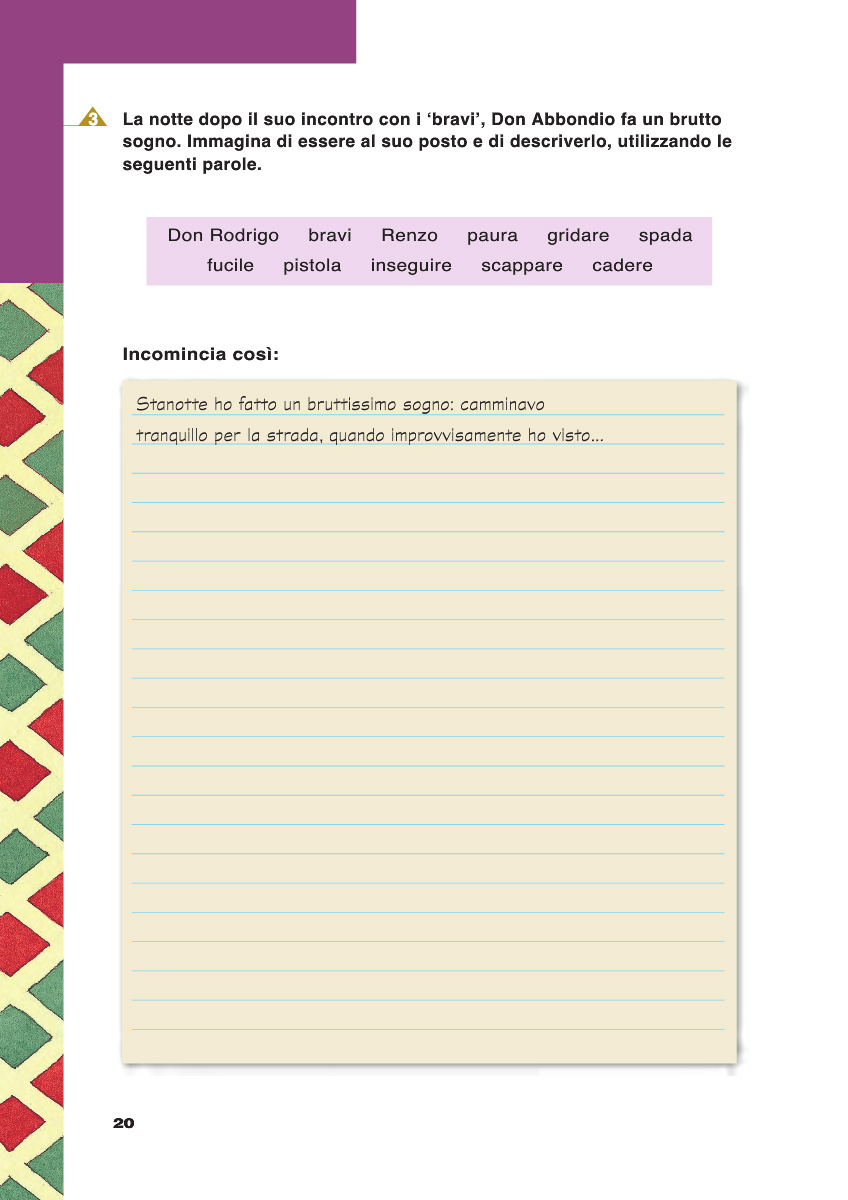 3
La notte dopo il suo incontro con i ‘bravi’, Don Abbondio fa un brutto
sogno. Immagina di essere al suo posto e di descriverlo, utilizzando le
seguenti parole.
Don Rodrigo bravi Renzo paura gridare spada
fucile pistola inseguire scappare cadere
Incomincia così:
Stanotte ho fatto un bruttissimo sogno: camminavo
tranquillo per la strada, quando improvvisamente ho visto...
20